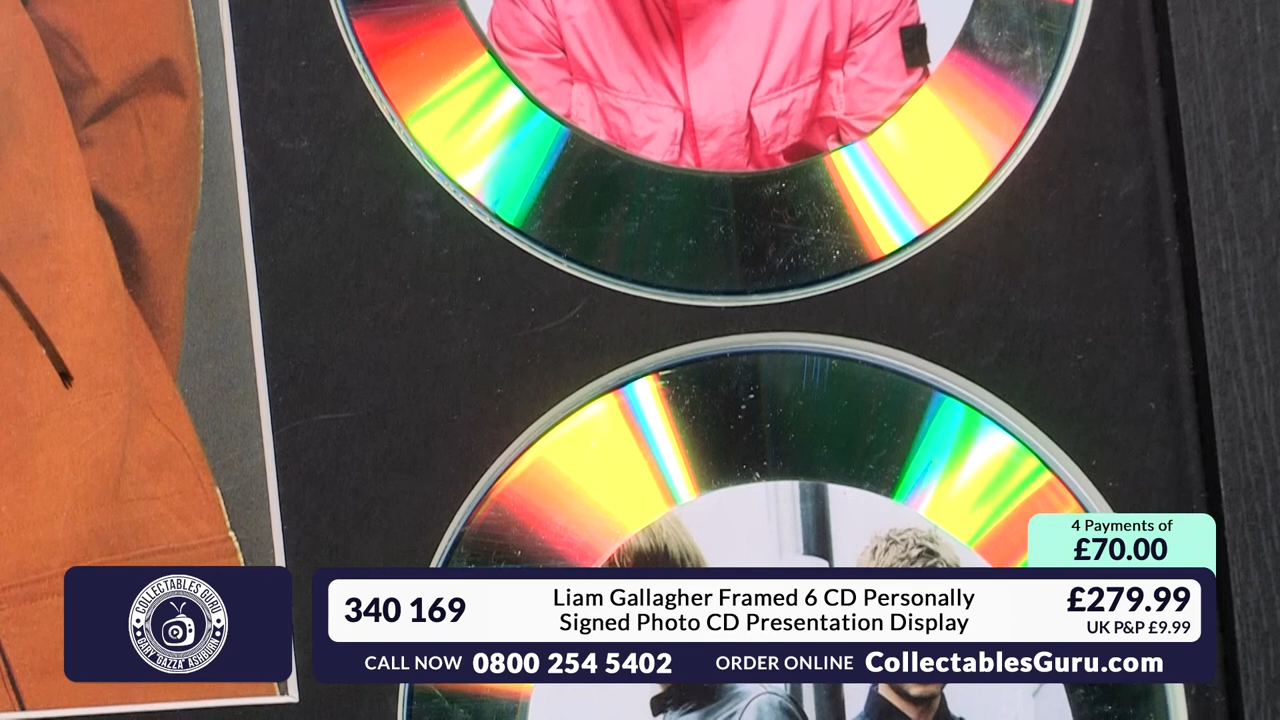 4 Payments of
£70.00
340 169
Liam Gallagher Framed 6 CD Personally
Signed Photo CD Presentation Display
£279.99
UK P&P £9.99
CALL NOW 0800 254 5402
ORDER ONLINE CollectablesGuru.com
COLLECTABLES GURU
GARY "GAZZA" ASHBURN